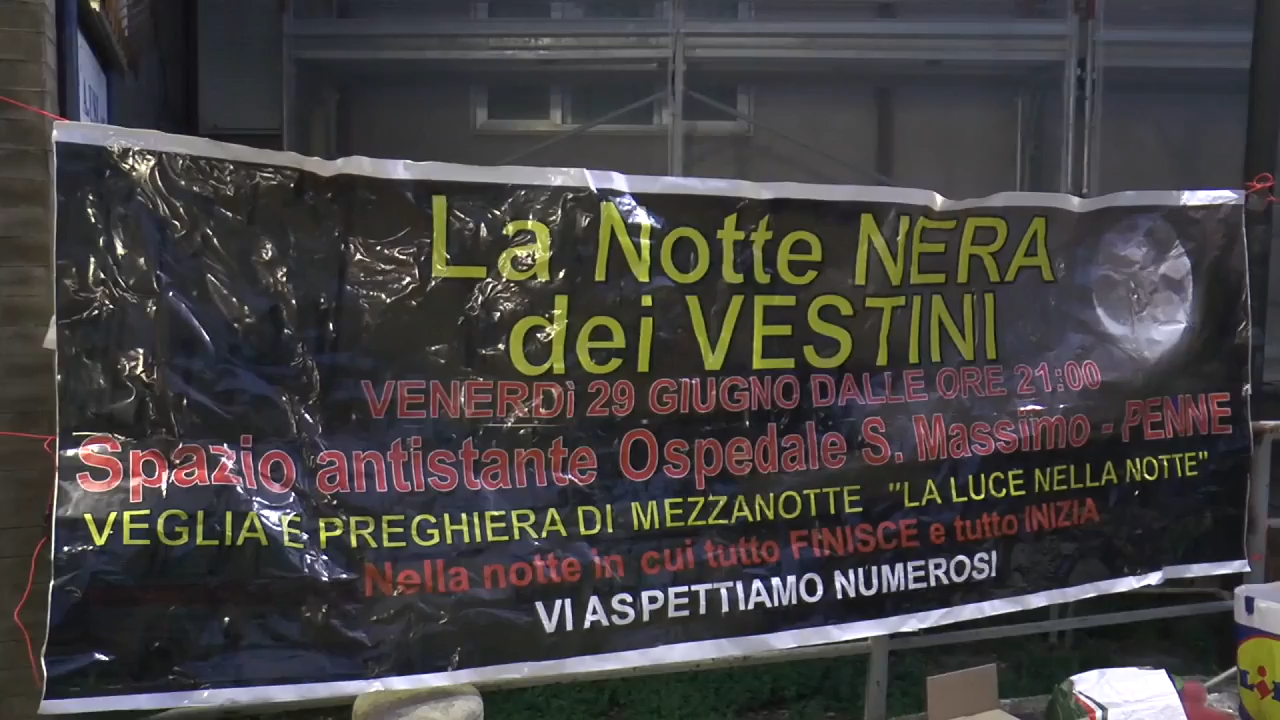 La Notte NERA
dei VESTINI
VENERDì 29 GIUGNO DALLE ORE 21:00
Spazio antistante Ospedale S. Massimo - PENNE
VEGLIA E PREGHIERA DI MEZZANOTTE "LA LUCE NELLA NOTTE"
Nella notte in cui tutto FINISCE e tutto INIZIA
VI ASPETTIAMO NUMEROSI